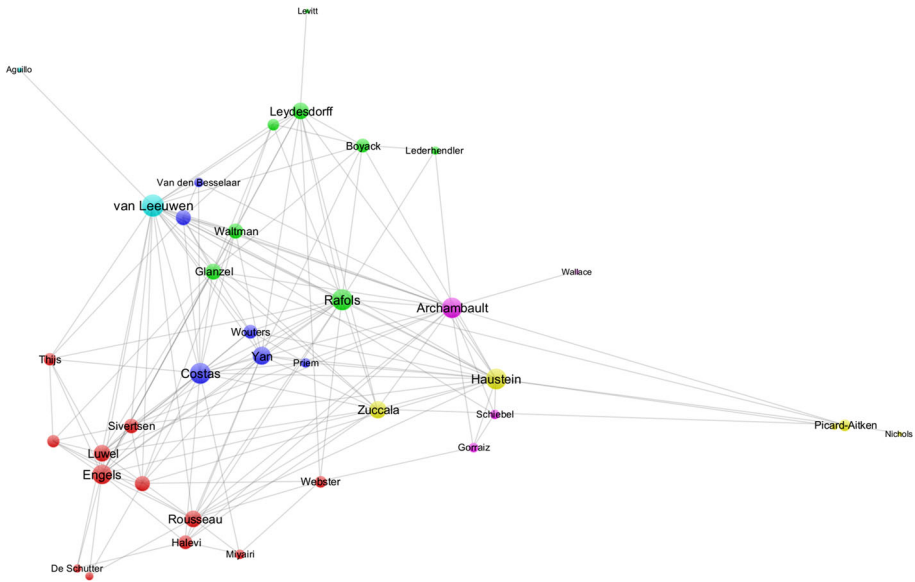 Levitt
Aguillo
Leydesdorff
Boyack
Lederhendler
Van den Besselaar
van Leeuwen
Waltman
Glanzel
Wallace
Rafols
Archambault
Wouters
Yan
Priem
Thijs
Costas
Haustein
Zuccala
Schiebel
Sivertsen
Picard-Aitken
Nichols
Gorraiz
Luwel
Engels
Webster
Rousseau
Halevi
Miyairi
De Schutter